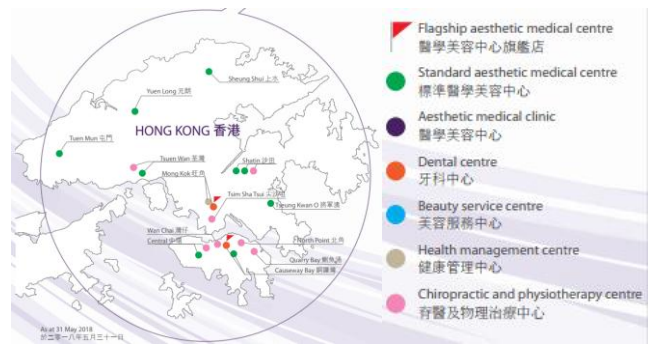 Sheung Shui 上水
Yuen Long 元朗
HONG KONG 香港
Tuen Mun 屯門
Tsuen Wan 荃灣
Shatin 沙田
Mong Kok 旺角
Tsim Sha Tsui
Tseung Kwan O 將軍澳
Wan Chai 灣仔
North Point 北角
Central
Quarry Bay 鰂魚涌
Causeway Bay 銅鑼灣
As at 31 May 2018
於二零一八年五月三十一日
Flagship aesthetic medical centre
醫學美容中心旗艦店
Standard aesthetic medical centre
標準醫學美容中心
Aesthetic medical clinic
醫學美容中心
Dental centre
牙科中心
Beauty service centre
美容服務中心
Health management centre
健康管理中心
Chiropractic and physiotherapy centre
脊醫及物理治療中心